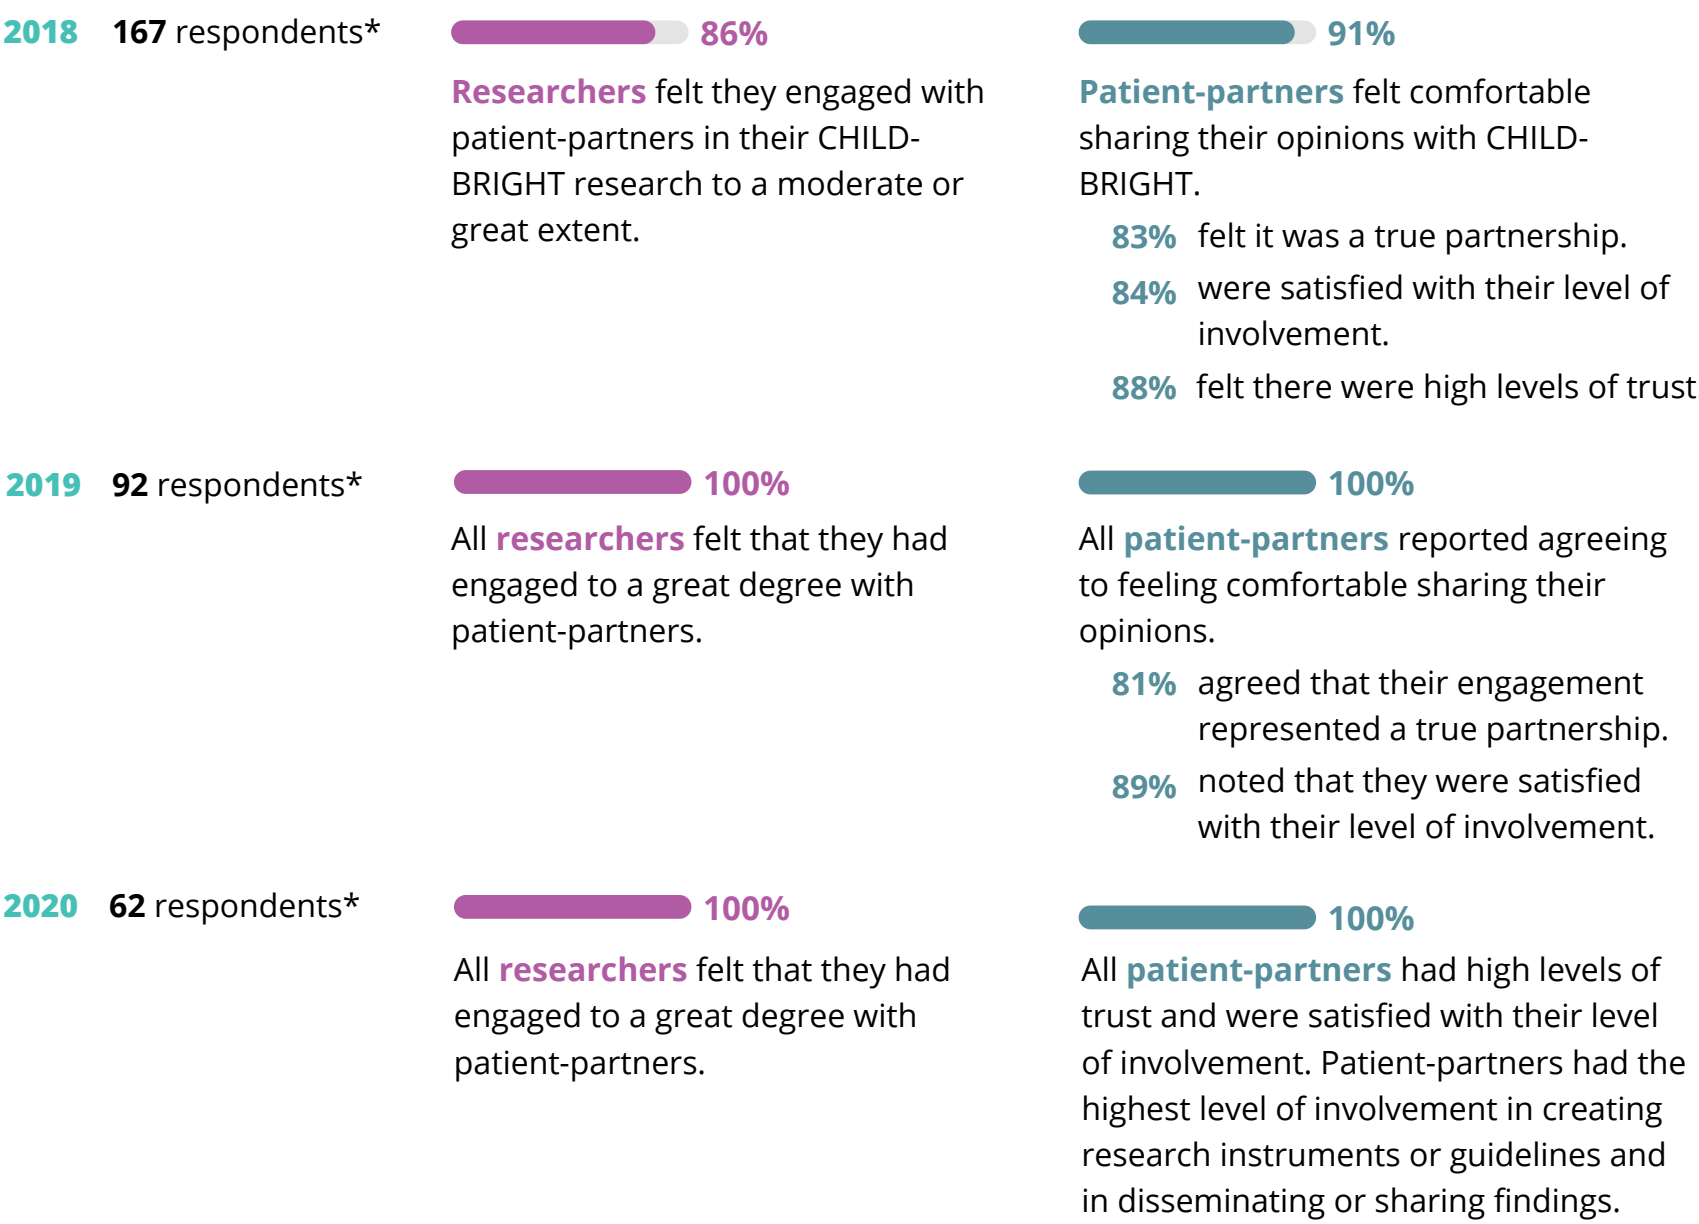 2018 167 respondents*
86%
Researchers felt they engaged with
patient-partners in their CHILD-
BRIGHT research to a moderate or
great extent.
91%
Patient-partners felt comfortable
sharing their opinions with CHILD-
BRIGHT.
83% felt it was a true partnership.
84% were satisfied with their level of
involvement.
88% felt there were high levels of trust
2019 92 respondents*
100%
All researchers felt that they had
engaged to a great degree with
patient-partners.
100%
All patient-partners reported agreeing
to feeling comfortable sharing their
opinions.
81% agreed that their engagement
represented a true partnership.
89% noted that they were satisfied
with their level of involvement.
2020 62 respondents*
100%
All researchers felt that they had
engaged to a great degree with
patient-partners.
100%
All patient-partners had high levels of
trust and were satisfied with their level
of involvement. Patient-partners had the
highest level of involvement in creating
research instruments or guidelines and
in disseminating or sharing findings.